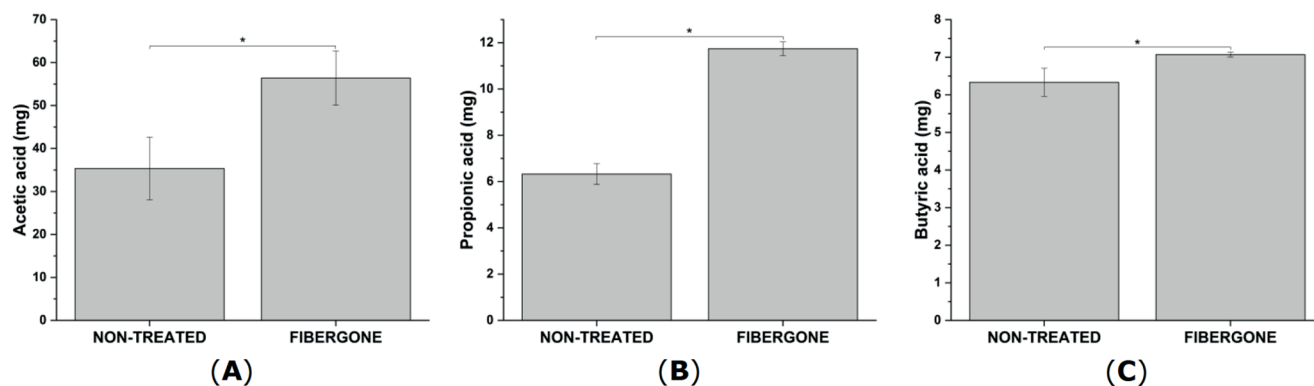 Acetic acid (mg)
70
60
50
40
30
20
10
0
*
NON-TREATED
FIBERGONE
(A)
Propionic acid (mg)
12
10
8
6
4
2
0
*
NON-TREATED
FIBERGONE
(B)
Butyric acid (mg)
8
7
6
5
4
3
2
1
0
*
NON-TREATED
FIBERGONE
(C)